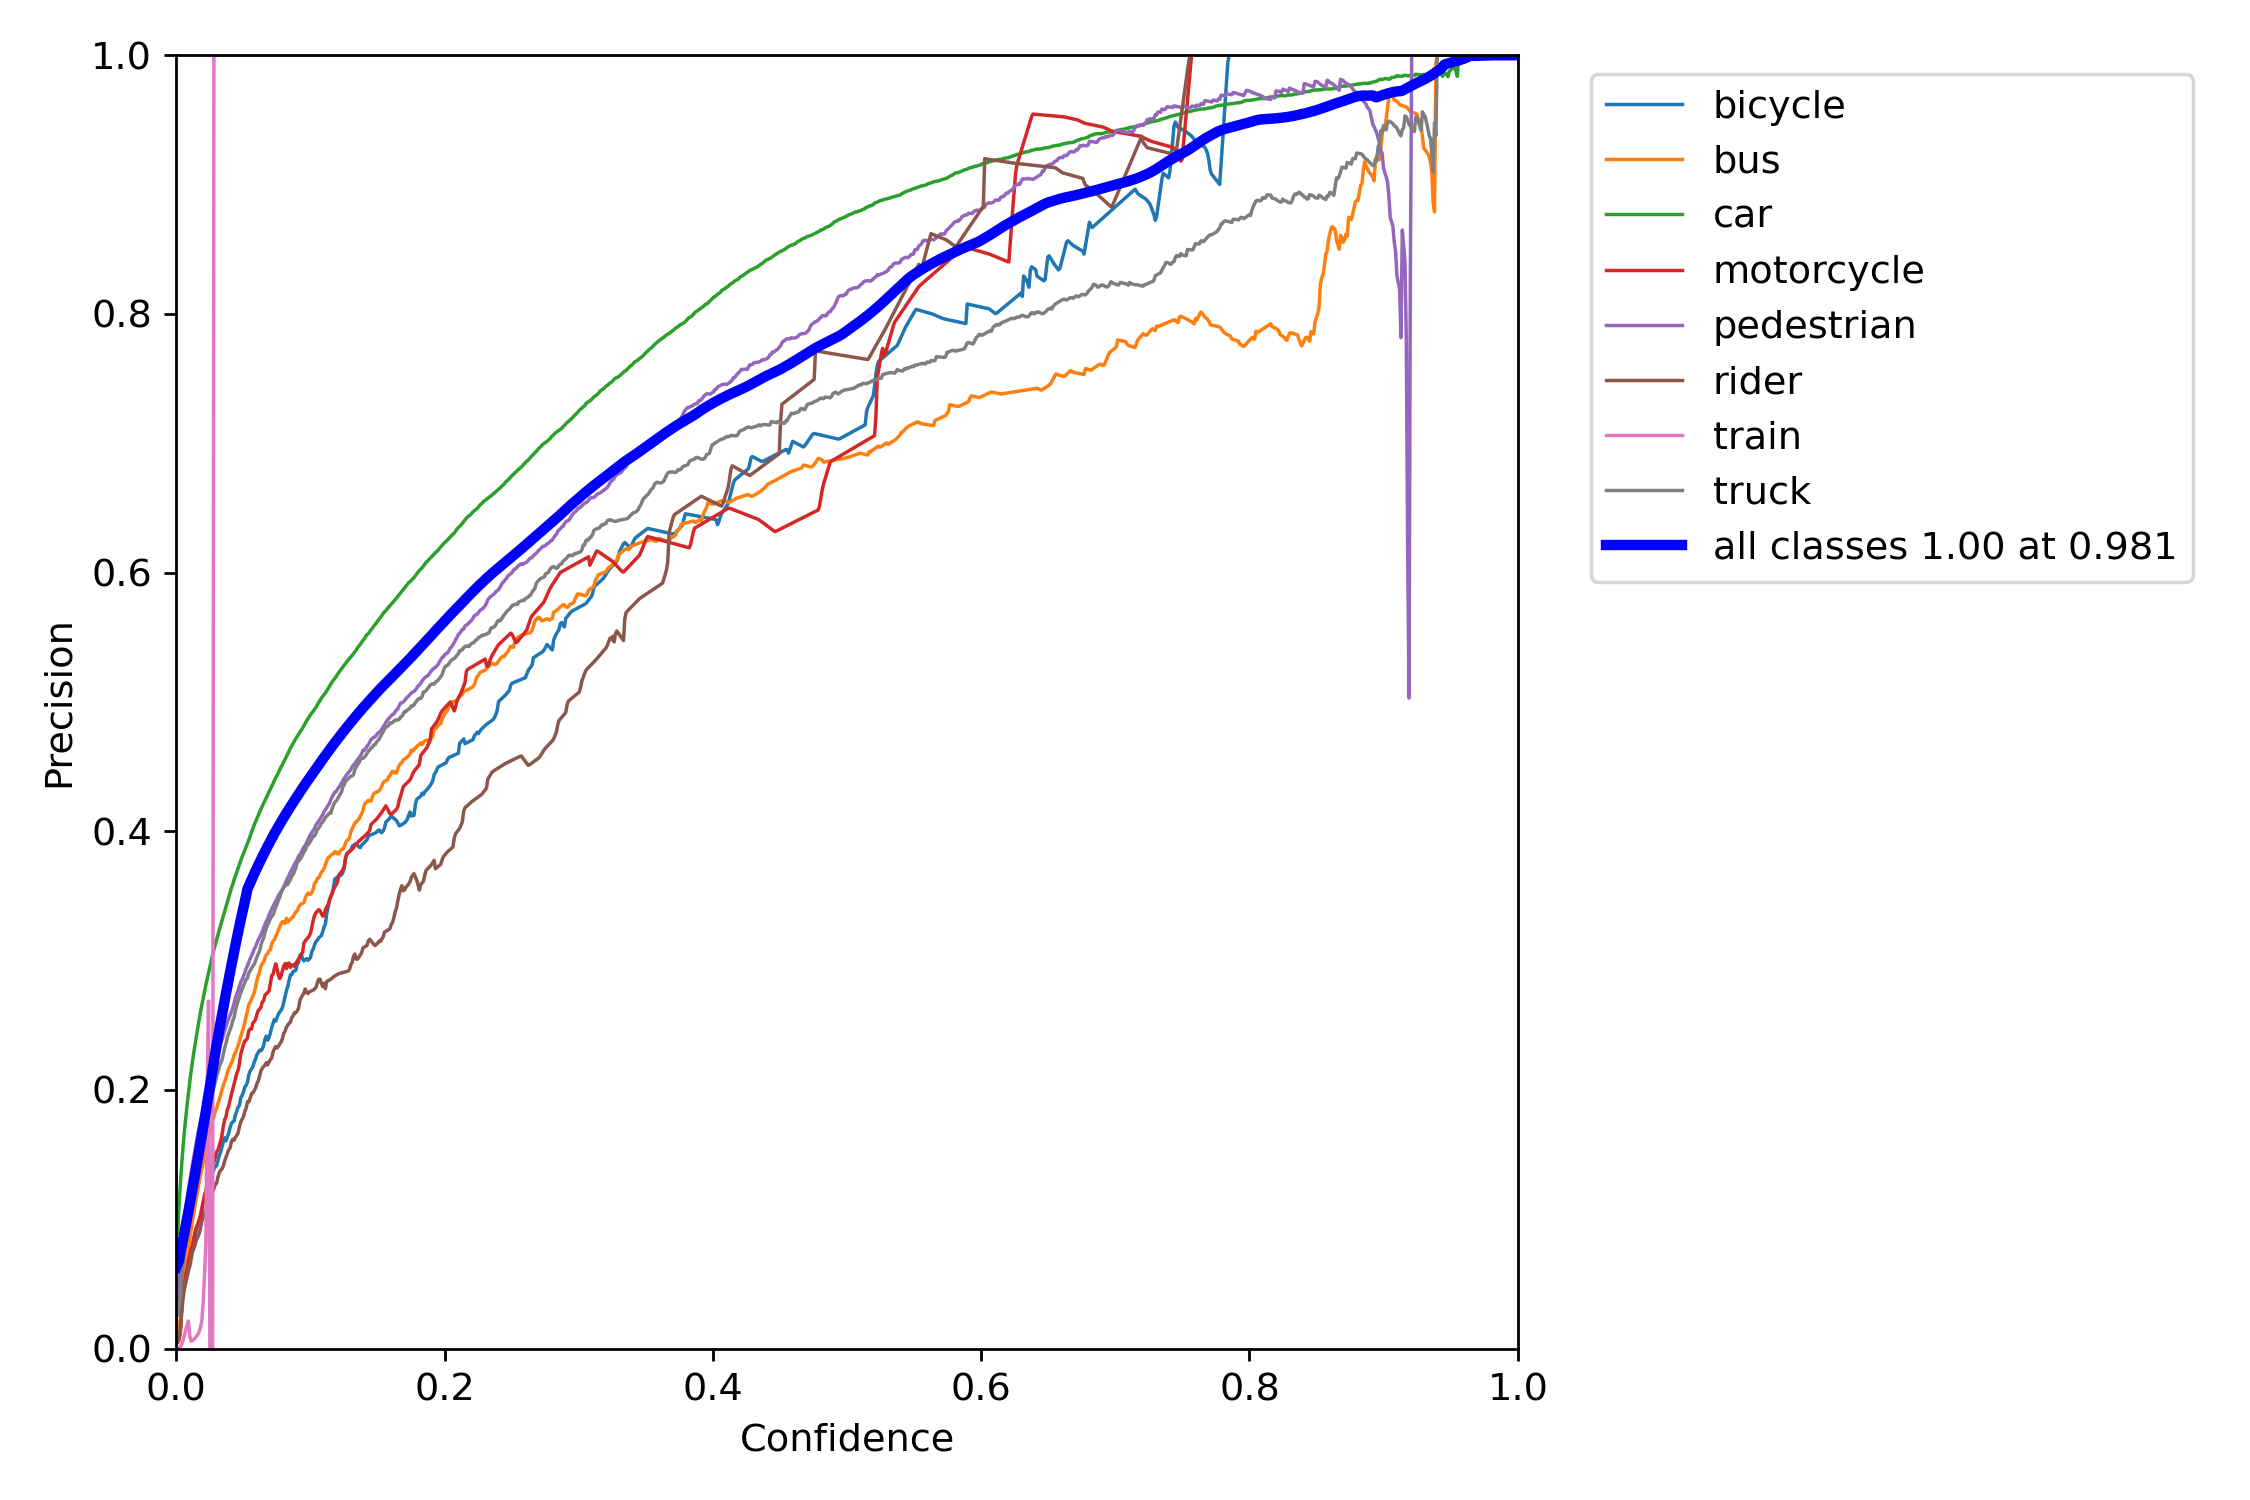 1.0
0.8
0.6
0.4
0.2
0.0
Precision
0.0 0.2 0.4 0.6 0.8 1.0
Confidence
bicycle
bus
car
motorcycle
pedestrian
rider
train
truck
all classes 1.00 at 0.981